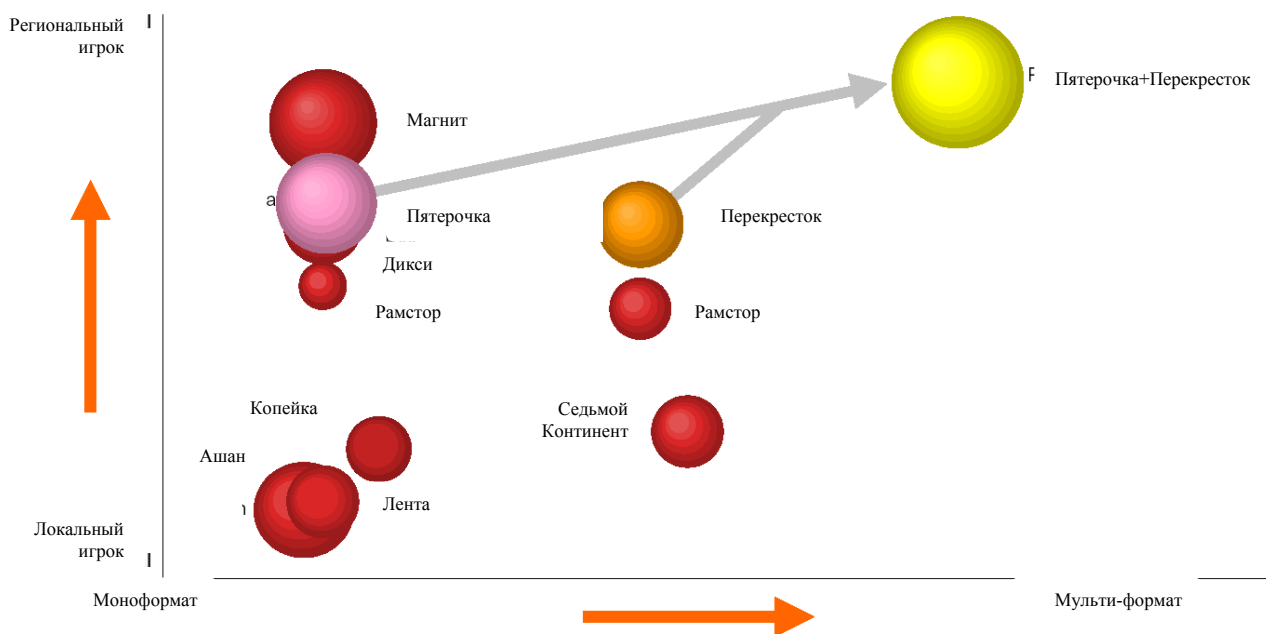 Региональный
игрок
Пятерочка+Перекресток
Магнит
Пятерочка
Перекресток
Дикси
Рамстор
Рамстор
Копейка
Седьмой
Континент
Ашан
Лента
Локальный
игрок
Моноформат
Мульти-формат